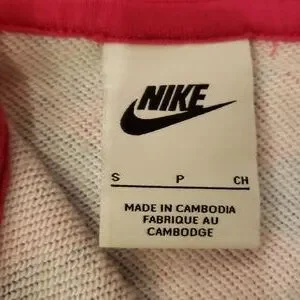 NIKE
S P CH
MADE IN CAMBODIA
FABRIQUE AU
CAMBODGE